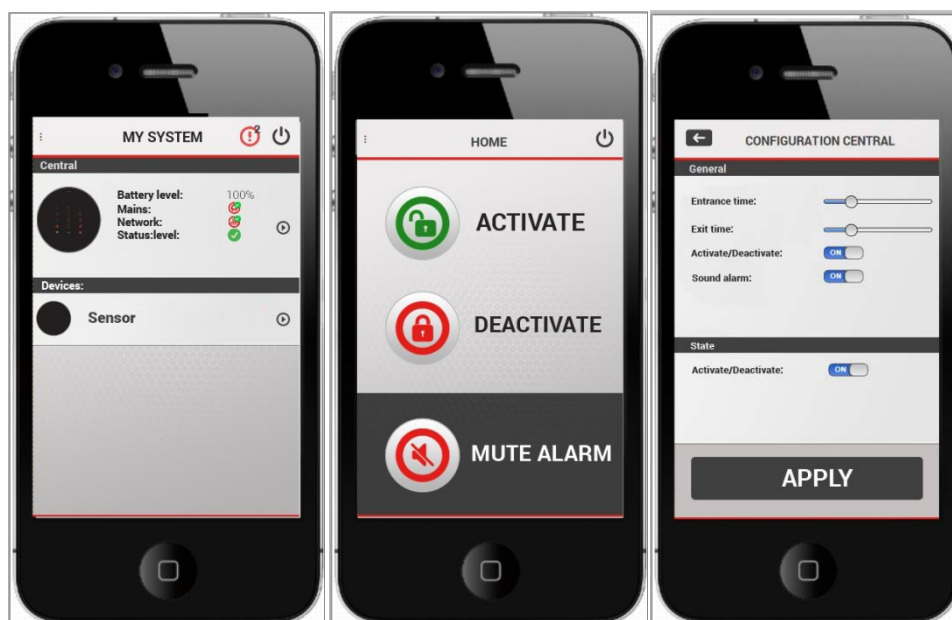 MY SYSTEM
2
Central
Battery level: 100%
Mains:
Network:
Status:level:
Devices:
Sensor
HOME
ACTIVATE
DEACTIVATE
MUTE ALARM
CONFIGURATION CENTRAL
General
Entrance time:
Exit time:
Activate/Deactivate: ON
Sound alarm: ON
State
Activate/Deactivate: ON
APPLY